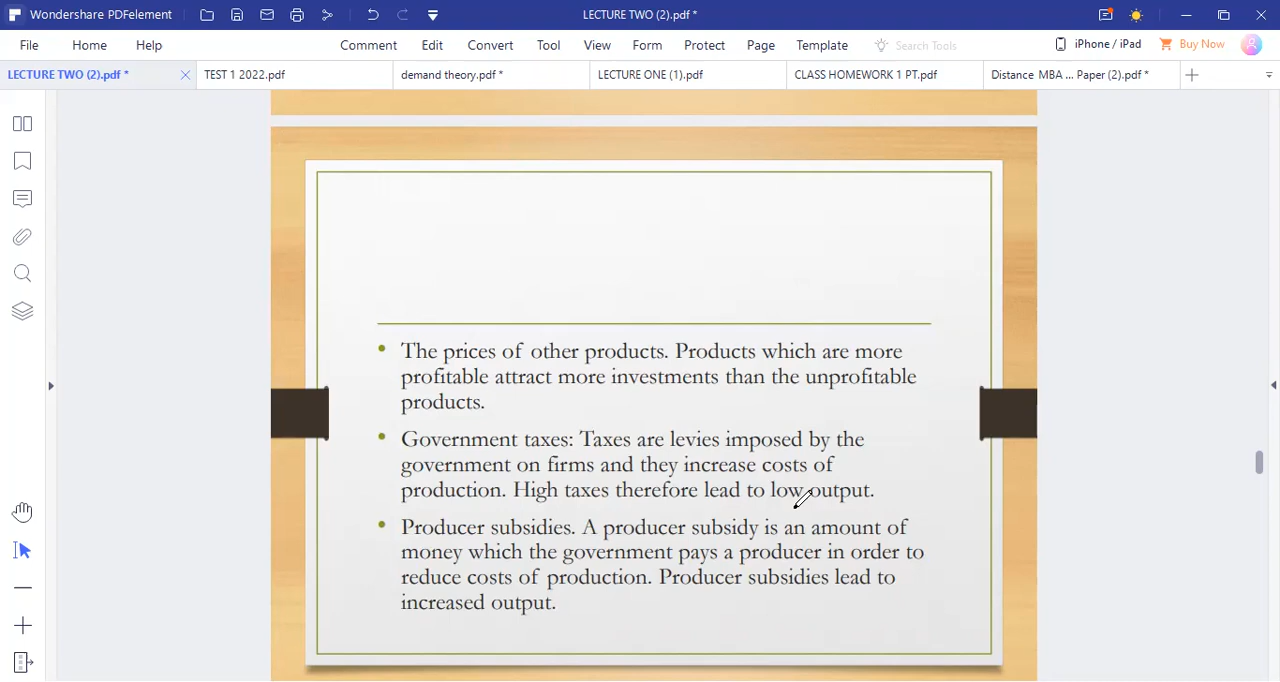 Wondershare PDFelement
LECTURE TWO (2).pdf *
File Home Help Comment Edit Convert Tool View Form Protect Page Template Search Tools iPhone / iPad Buy Now
LECTURE TWO (2).pdf * TEST 1 2022.pdf demand theory.pdf * LECTURE ONE (1).pdf CLASS HOMEWORK 1 PT.pdf Distance MBA ... Paper (2).pdf *
• The prices of other products. Products which are more
profitable attract more investments than the unprofitable
products.
• Government taxes: Taxes are levies imposed by the
government on firms and they increase costs of
production. High taxes therefore lead to low output.
• Producer subsidies. A producer subsidy is an amount of
money which the government pays a producer in order to
reduce costs of production. Producer subsidies lead to
increased output.